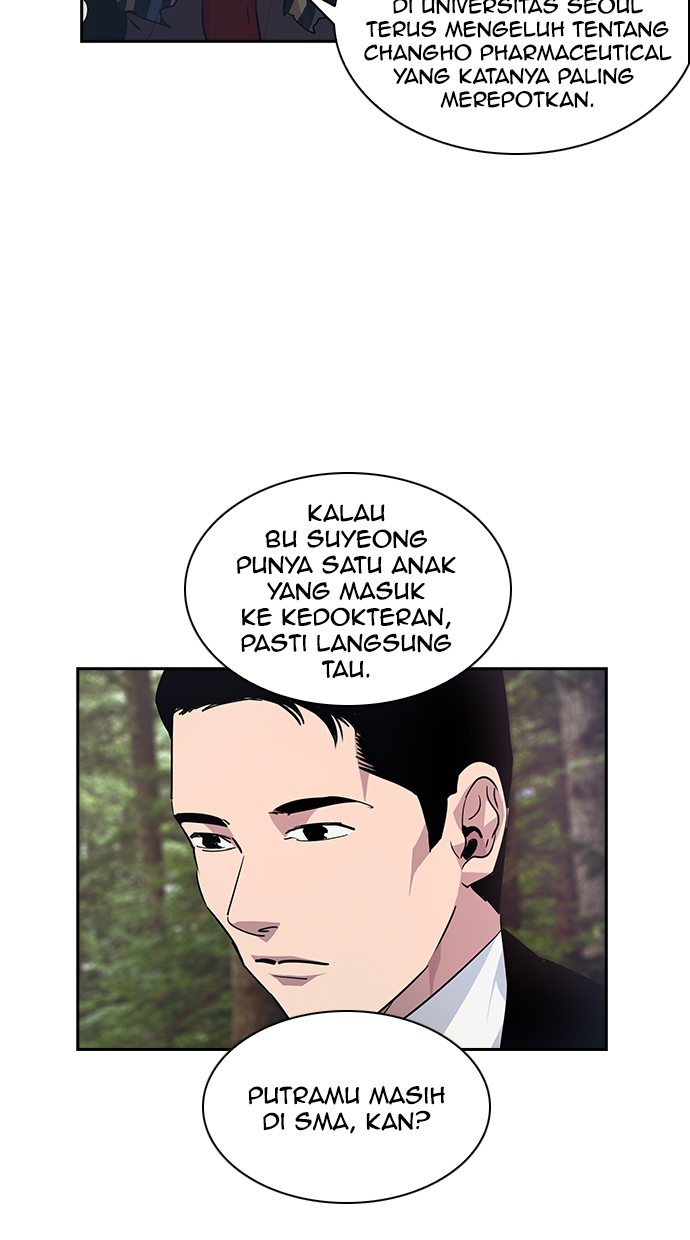 DI UNIVERSITAS SEOUL
TERUS MENGELUH TENTANG
CHANGHO PHARMACEUTICAL
YANG KATANYA PALING
MEREPOTKAN.
KALAU
BU SUYEONG
PUNYA SATU ANAK
YANG MASUK
KE KEDOKTERAN,
PASTI LANGSUNG
TAU.
PUTRAMU MASIH
DI SMA, KAN?